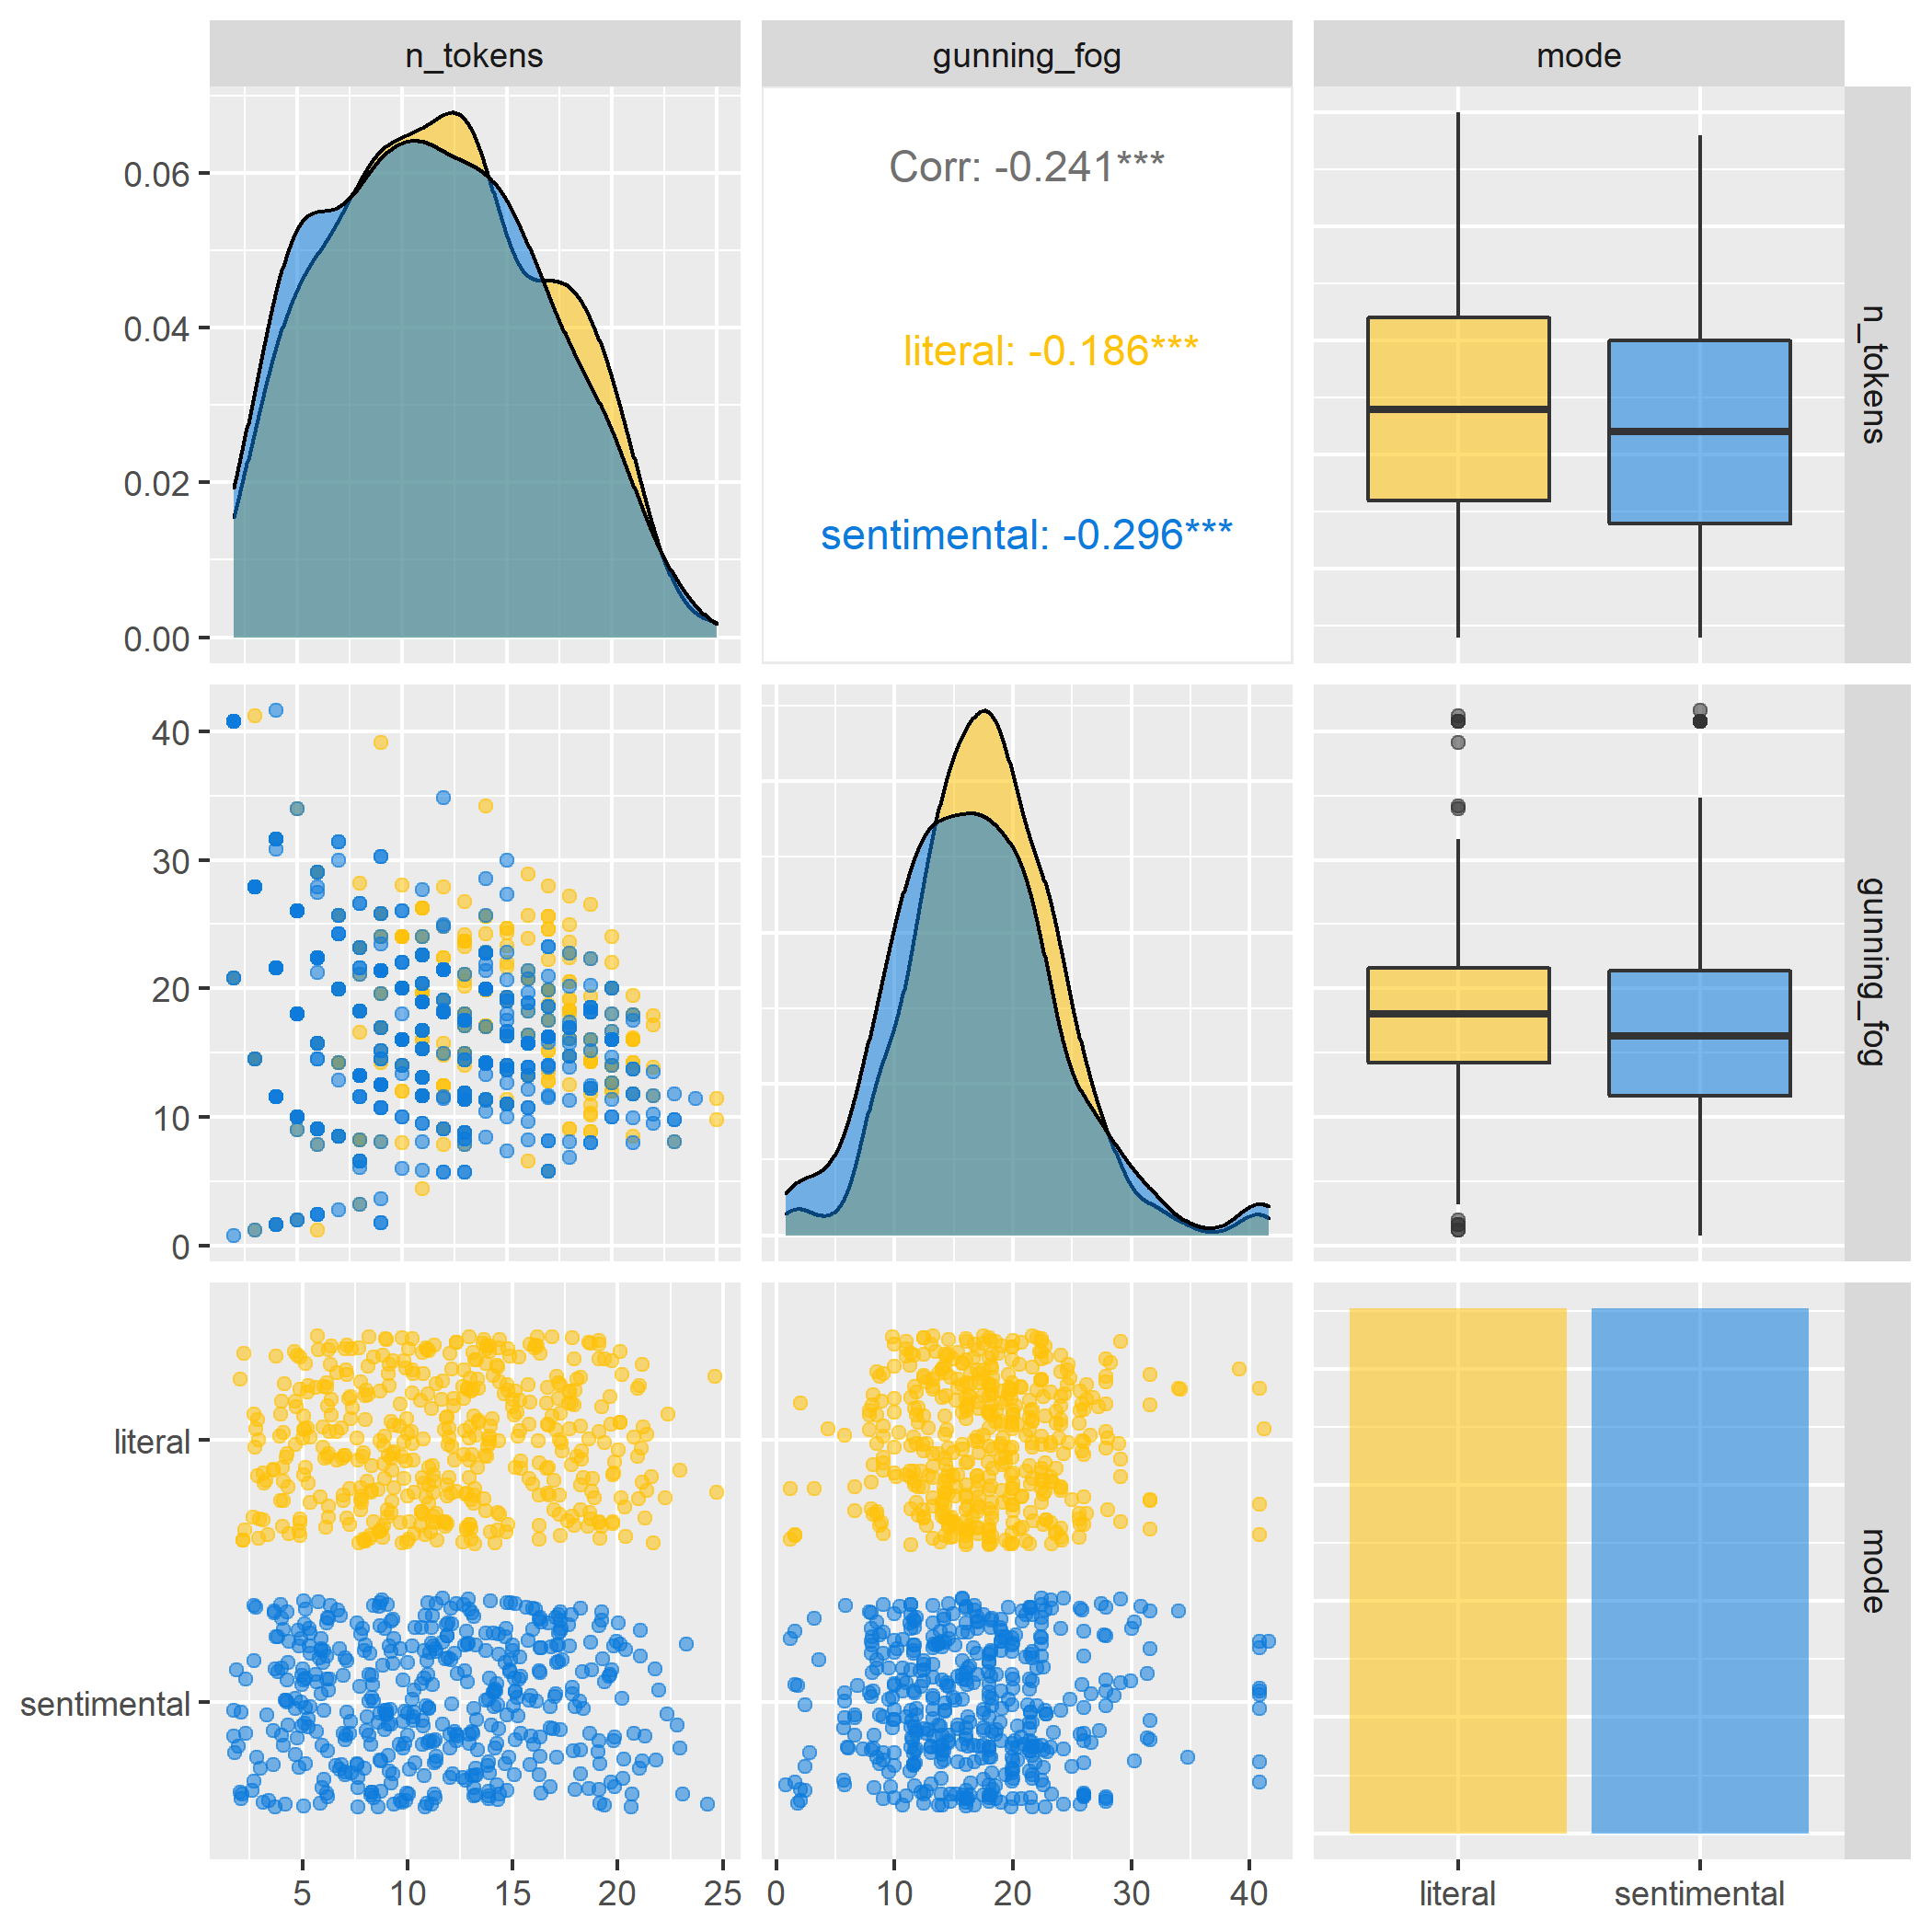 n_tokens
gunning_fog
mode
0.06
0.04
0.02
0.00
Corr: -0.241***
literal: -0.186***
sentimental: -0.296***
n_tokens
40
30
20
10
0
gunning_fog
literal
sentimental
mode
5 10 15 20 25
0 10 20 30 40
literal sentimental